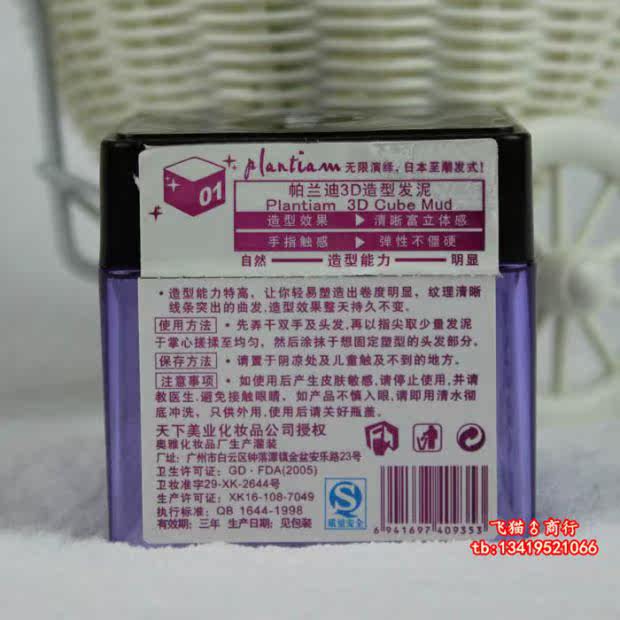 01
plantiam 无限演绎，日本至潮发式！
帕兰迪3D造型发泥
Plantiam 3D Cube Mud
造型效果 ▶ 清晰富立体感
手指触感 ▶ 弹性不僵硬
自然 — 造型能力 — 明显
・造型能力特高，让你轻易塑造出卷度明显，纹理清晰
线条突出的曲发，造型效果整天持久不变。
使用方法 ・先弄干双手及头发，再以指尖取少量发泥
于掌心搓揉至均匀，然后涂抹于想固定塑型的头发部分。
保存方法 ・请置于阴凉处及儿童触及不到的地方。
注意事项 ・如使用后产生皮肤敏感，请停止使用，并请
教医生．避免接触眼睛，如产品不慎入眼，请即用清水彻
底冲洗，只供外用，使用后请关好瓶盖。
天下美业化妆品公司授权
奥雅化妆品厂生产灌装
厂址：广州市白云区钟落潭镇金盆安乐路23号
卫生许可证：GD - FDA(2005)
卫妆准字29-XK-2644号
生产许可证：XK16-108-7049
执行标准：QB 1644-1998
有效期：三年 生产日期：见包装
质量安全
6 941697 409353
飞猫古商行
tb:13419521066